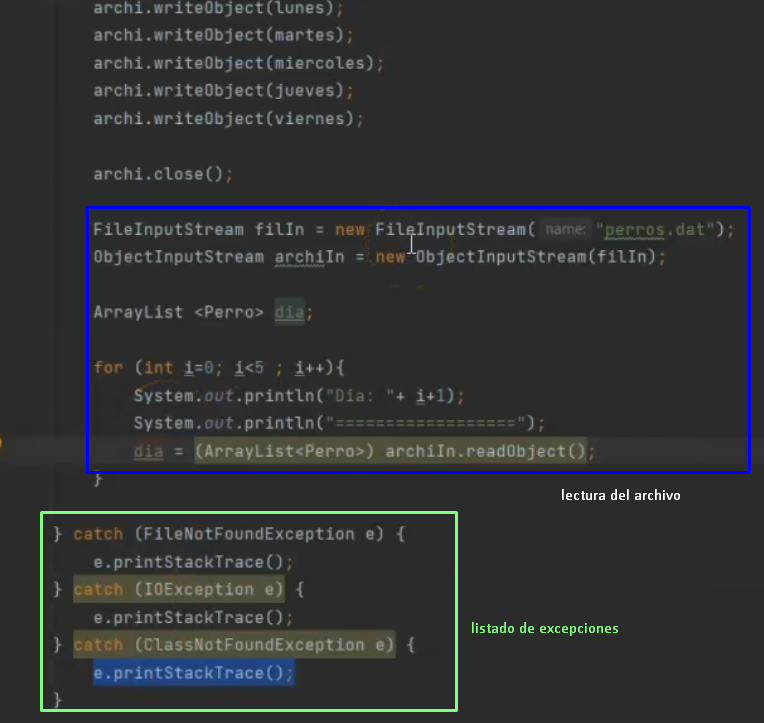 archi.writeObject(lunes);
archi.writeObject(martes);
archi.writeObject(miercoles);
archi.writeObject(jueves);
archi.writeObject(viernes);
archi.close();
FileInputStream filIn = new FileInputStream( name: "perros.dat");
ObjectInputStream archiIn = new ObjectInputStream(filIn);
ArrayList <Perro> dia;
for (int i=0; i<5 ; i++){
System.out.println("Dia: "+ i+1);
System.out.println("==================");
dia = (ArrayList<Perro>) archiIn.readObject();
}
lectura del archivo
} catch (FileNotFoundException e) {
e.printStackTrace();
} catch (IOException e) {
e.printStackTrace();
listado de excepciones
} catch (ClassNotFoundException e) {
e.printStackTrace();
}